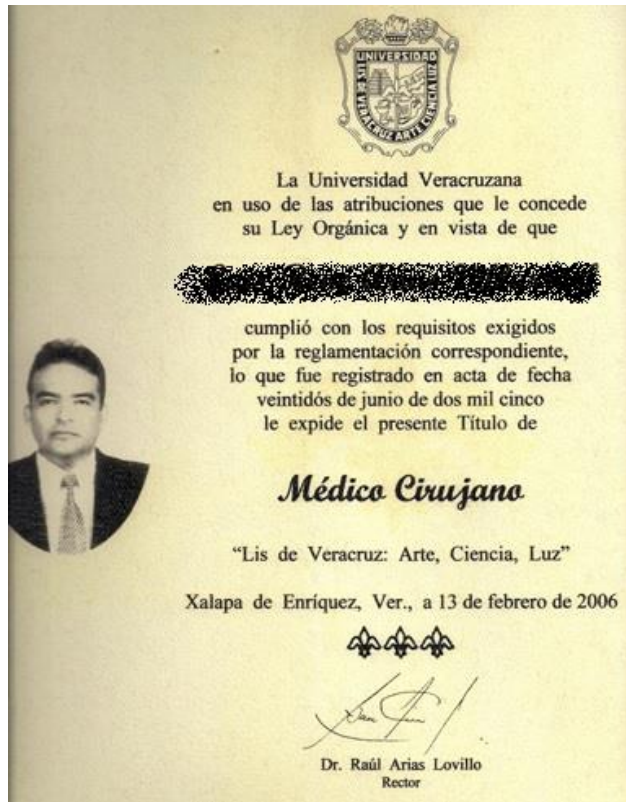 UNIVERSIDAD
LIS DE VERACRUZ ARTE CIENCIA LUZ
La Universidad Veracruzana
en uso de las atribuciones que le concede
su Ley Orgánica y en vista de que
cumplió con los requisitos exigidos
por la reglamentación correspondiente,
lo que fue registrado en acta de fecha
veintidós de junio de dos mil cinco
le expide el presente Título de
Médico Cirujano
“Lis de Veracruz: Arte, Ciencia, Luz”
Xalapa de Enríquez, Ver., a 13 de febrero de 2006
Dr. Raúl Arias Lovillo
Rector